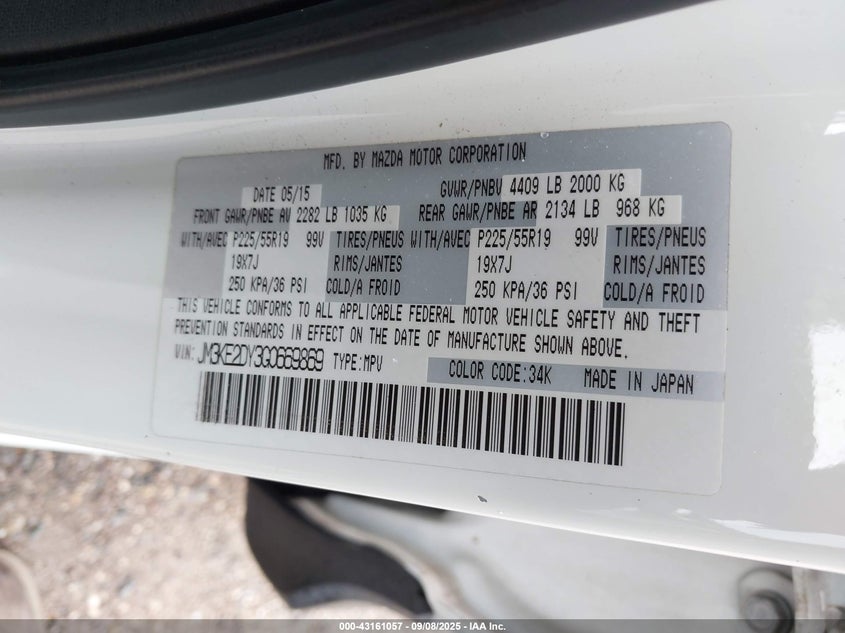 MFD. BY MAZDA MOTOR CORPORATION
DATE 05/15 GVWR/PNBV 4409 LB 2000 KG
FRONT GAWR/PNBE AV 2282 LB 1035 KG REAR GAWR/PNBE AR 2134 LB 968 KG
WITH/AVEC P225/55R19 99V TIRES/PNEUS WITH/AVEC P225/55R19 99V TIRES/PNEUS
19X7J RIMS/JANTES 19X7J RIMS/JANTES
250 KPA/36 PSI COLD/A FROID 250 KPA/36 PSI COLD/A FROID
THIS VEHICLE CONFORMS TO ALL APPLICABLE FEDERAL MOTOR VEHICLE SAFETY AND THEFT
PREVENTION STANDARDS IN EFFECT ON THE DATE OF MANUFACTURE SHOWN ABOVE.
VIN: JM3KE2DY3G0669869 TYPE:MPV COLOR CODE:34K MADE IN JAPAN
000-43161057 - 09/08/2025 - IAA Inc.